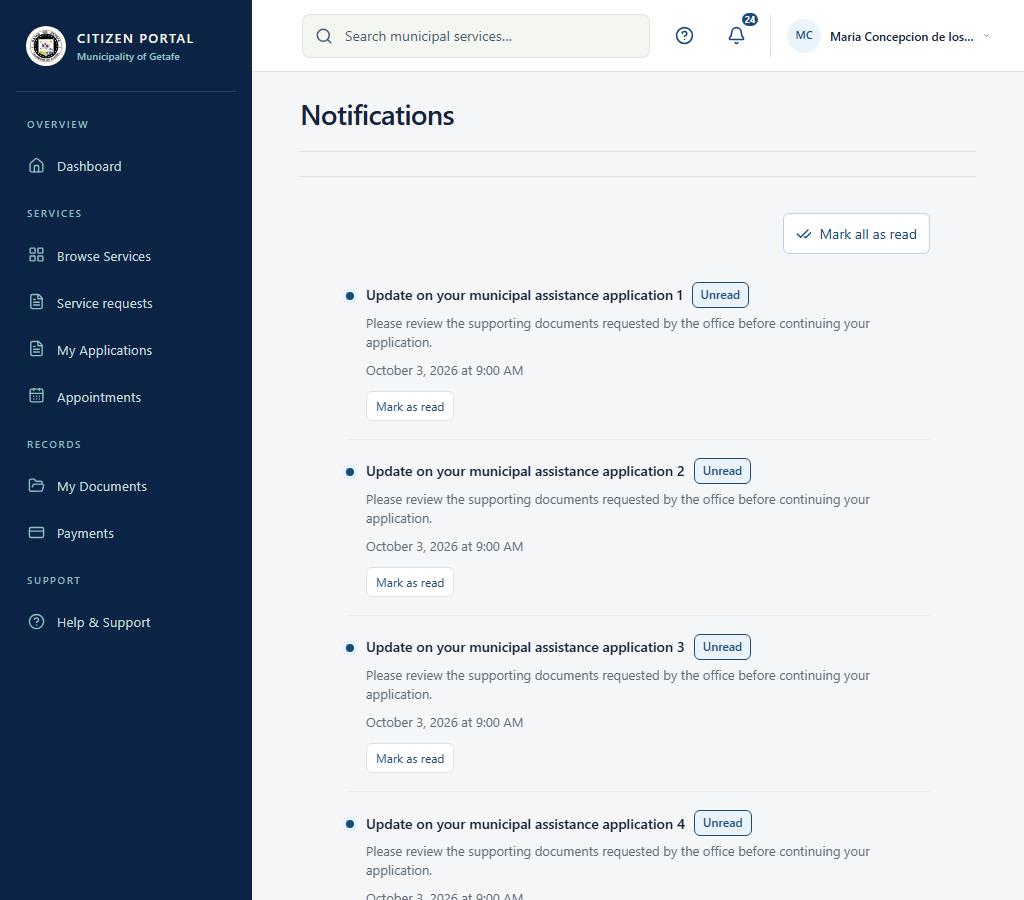 CITIZEN PORTAL
Municipality of Getafe
OVERVIEW
Dashboard
SERVICES
Browse Services
Service requests
My Applications
Appointments
RECORDS
My Documents
Payments
SUPPORT
Help & Support
Search municipal services...
24
MC
Maria Concepcion de los...
Notifications
Mark all as read
Update on your municipal assistance application 1 Unread
Please review the supporting documents requested by the office before continuing your
application.
October 3, 2026 at 9:00 AM
Mark as read
Update on your municipal assistance application 2 Unread
Please review the supporting documents requested by the office before continuing your
application.
October 3, 2026 at 9:00 AM
Mark as read
Update on your municipal assistance application 3 Unread
Please review the supporting documents requested by the office before continuing your
application.
October 3, 2026 at 9:00 AM
Mark as read
Update on your municipal assistance application 4 Unread
Please review the supporting documents requested by the office before continuing your
application.
October 3, 2026 at 9:00 AM